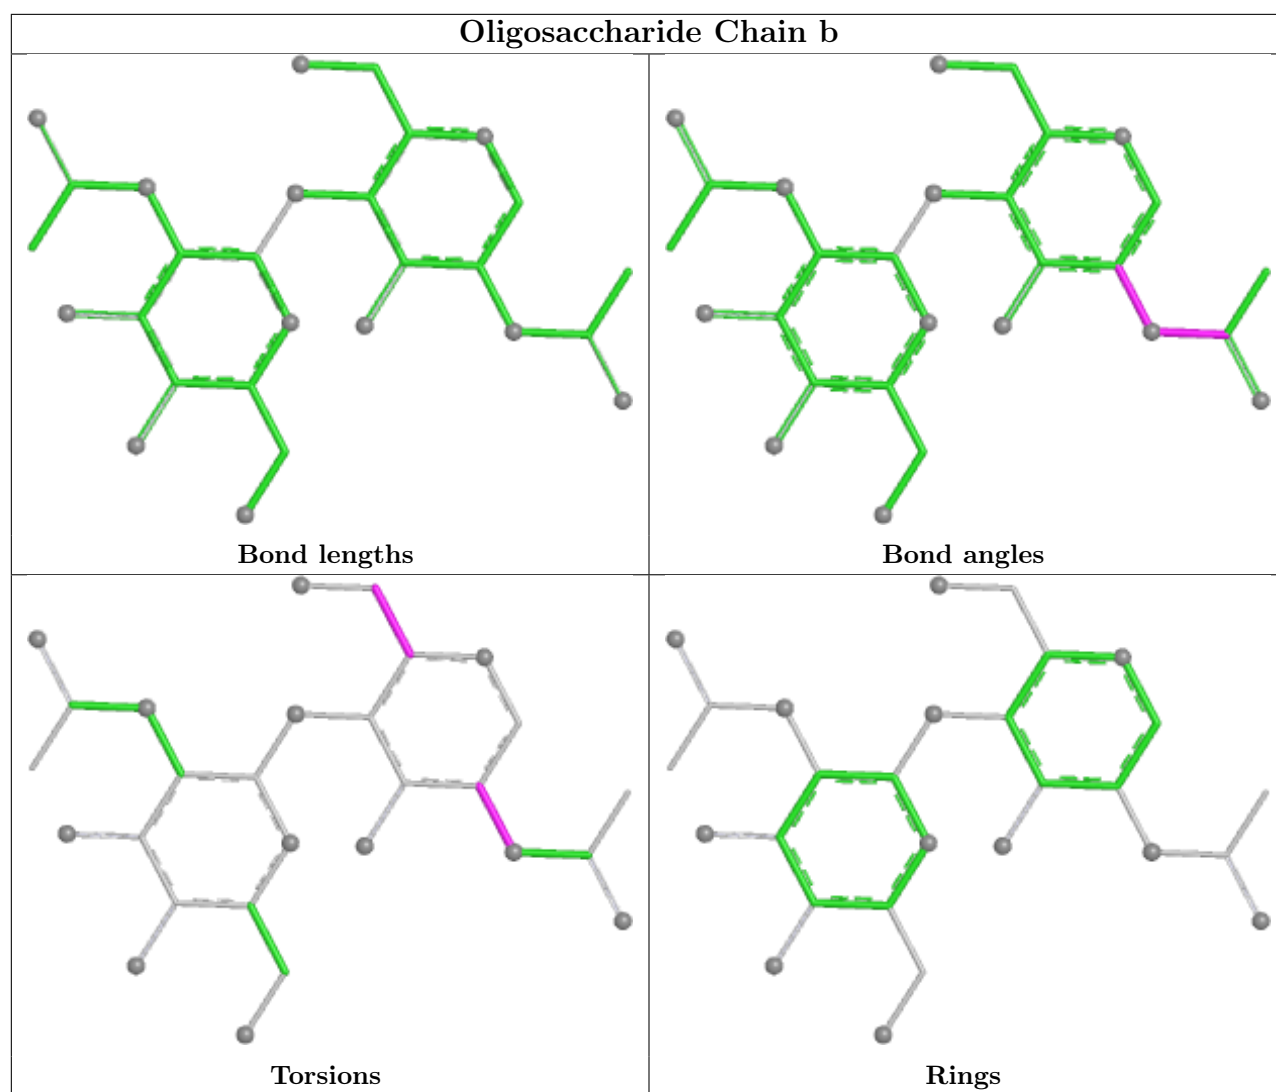 Oligosaccharide Chain b
Bond lengths
Bond angles
Torsions
Rings